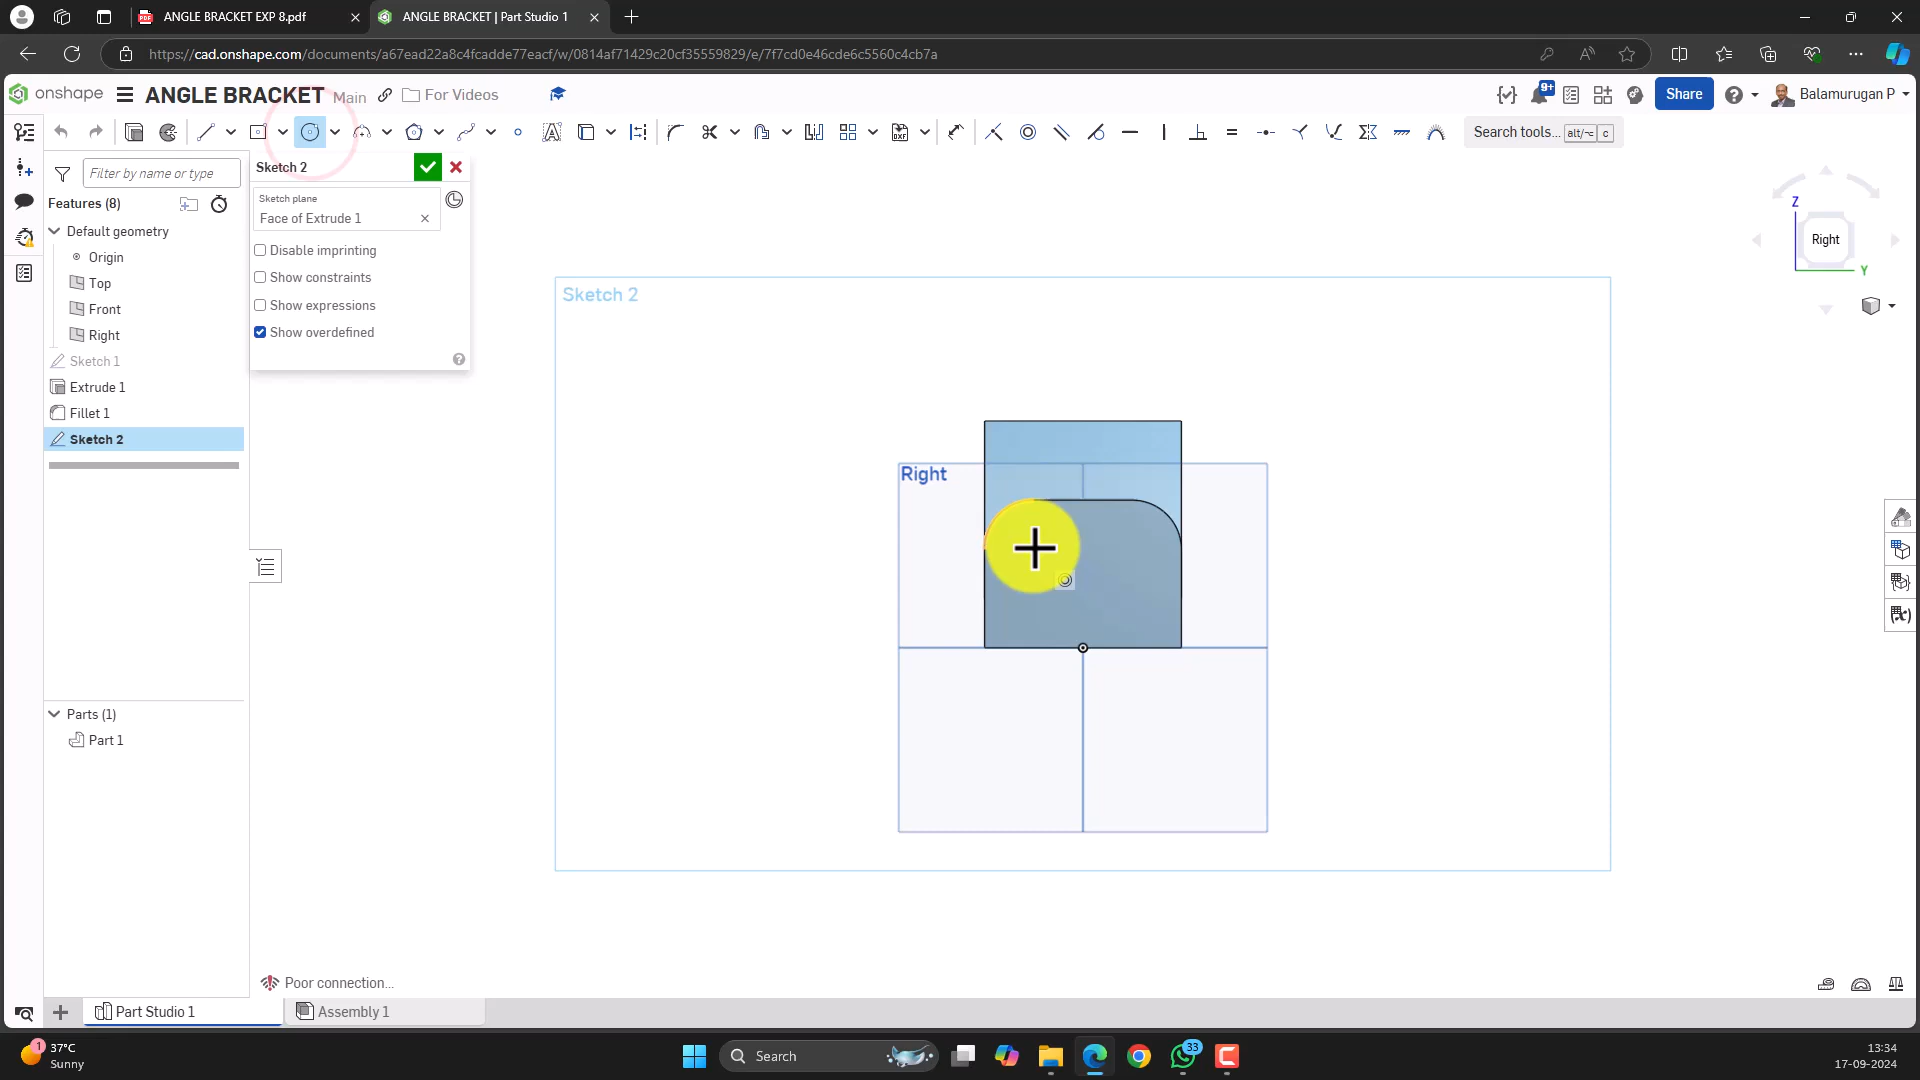 ANGLE BRACKET EXP 8.pdf
ANGLE BRACKET | Part Studio 1
https://cad.onshape.com/documents/a67ead22a8c4fcadde77eacf/w/0814af71429c20cf35559829/e/7f7cd0e46cde6c5560c4cb7a
onshape
ANGLE BRACKET Main
For Videos
9+
Share
Balamurugan P
Search tools... alt/⌥ c
Filter by name or type
Features (8)
Default geometry
Origin
Top
Front
Right
Sketch 1
Extrude 1
Fillet 1
Sketch 2
Sketch 2
Sketch plane
Face of Extrude 1
Disable imprinting
Show constraints
Show expressions
Show overdefined
Sketch 2
Right
Z
Right
Y
Parts (1)
Part 1
Poor connection...
Part Studio 1
Assembly 1
1
37°C
Sunny
Search
33
13:34
17-09-2024